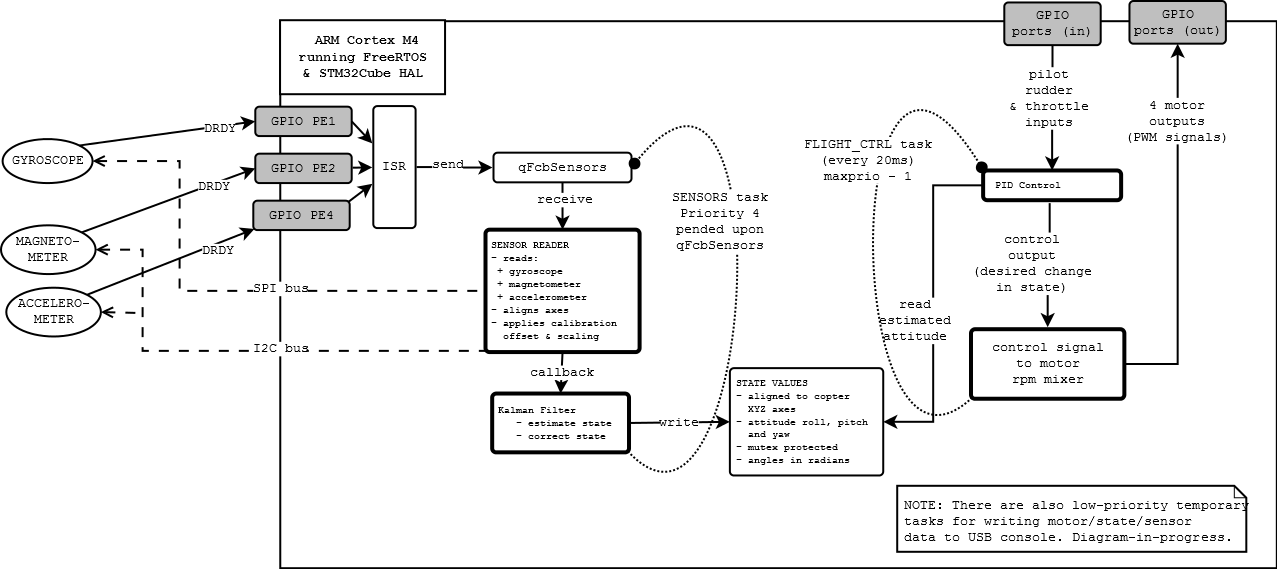 ARM Cortex M4
running FreeRTOS
& STM32Cube HAL
GPIO
ports (in)
GPIO
ports (out)
pilot
rudder
& throttle
inputs
4 motor
outputs
(PWM signals)
GPIO PE1
GPIO PE2
GPIO PE4
DRDY
DRDY
DRDY
GYROSCOPE
MAGNETO-
METER
ACCELERO-
METER
ISR
send
qFcbSensors
receive
SENSORS task
Priority 4
pended upon
qFcbSensors
FLIGHT_CTRL task
(every 20ms)
maxprio - 1
PID Control
control
output
(desired change
in state)
SENSOR READER
- reads:
+ gyroscope
+ magnetometer
+ accelerometer
- aligns axes
- applies calibration
offset & scaling
SPI bus
I2C bus
callback
Kalman Filter
- estimate state
- correct state
write
STATE VALUES
- aligned to copter
XYZ axes
- attitude roll, pitch
and yaw
- mutex protected
- angles in radians
read
estimated
attitude
control signal
to motor
rpm mixer
NOTE: There are also low-priority temporary
tasks for writing motor/state/sensor
data to USB console. Diagram-in-progress.